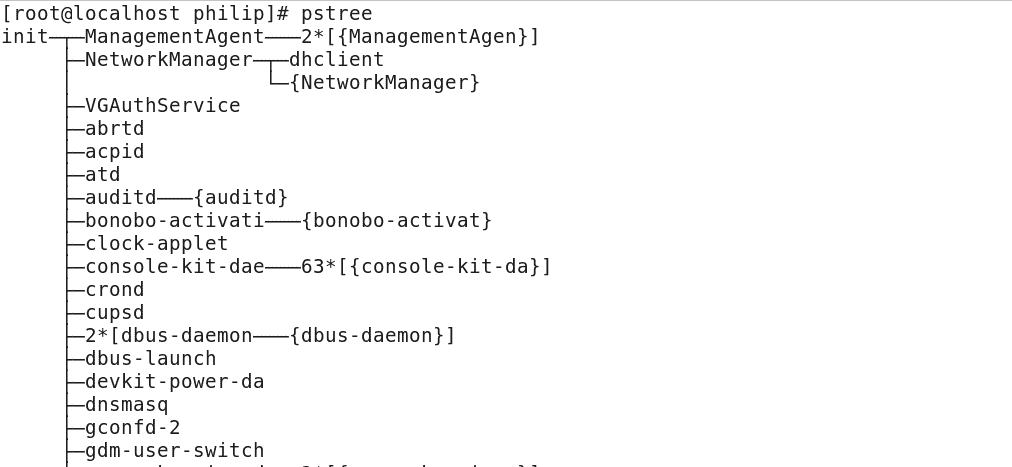 [root@localhost philip]# pstree
init─┬─ManagementAgent───2*[{ManagementAgen}]
     ├─NetworkManager─┬─dhclient
     │                └─{NetworkManager}
     ├─VGAuthService
     ├─abrtd
     ├─acpid
     ├─atd
     ├─auditd───{auditd}
     ├─bonobo-activati───{bonobo-activat}
     ├─clock-applet
     ├─console-kit-dae───63*[{console-kit-da}]
     ├─crond
     ├─cupsd
     ├─2*[dbus-daemon───{dbus-daemon}]
     ├─dbus-launch
     ├─devkit-power-da
     ├─dnsmasq
     ├─gconfd-2
     ├─gdm-user-switch